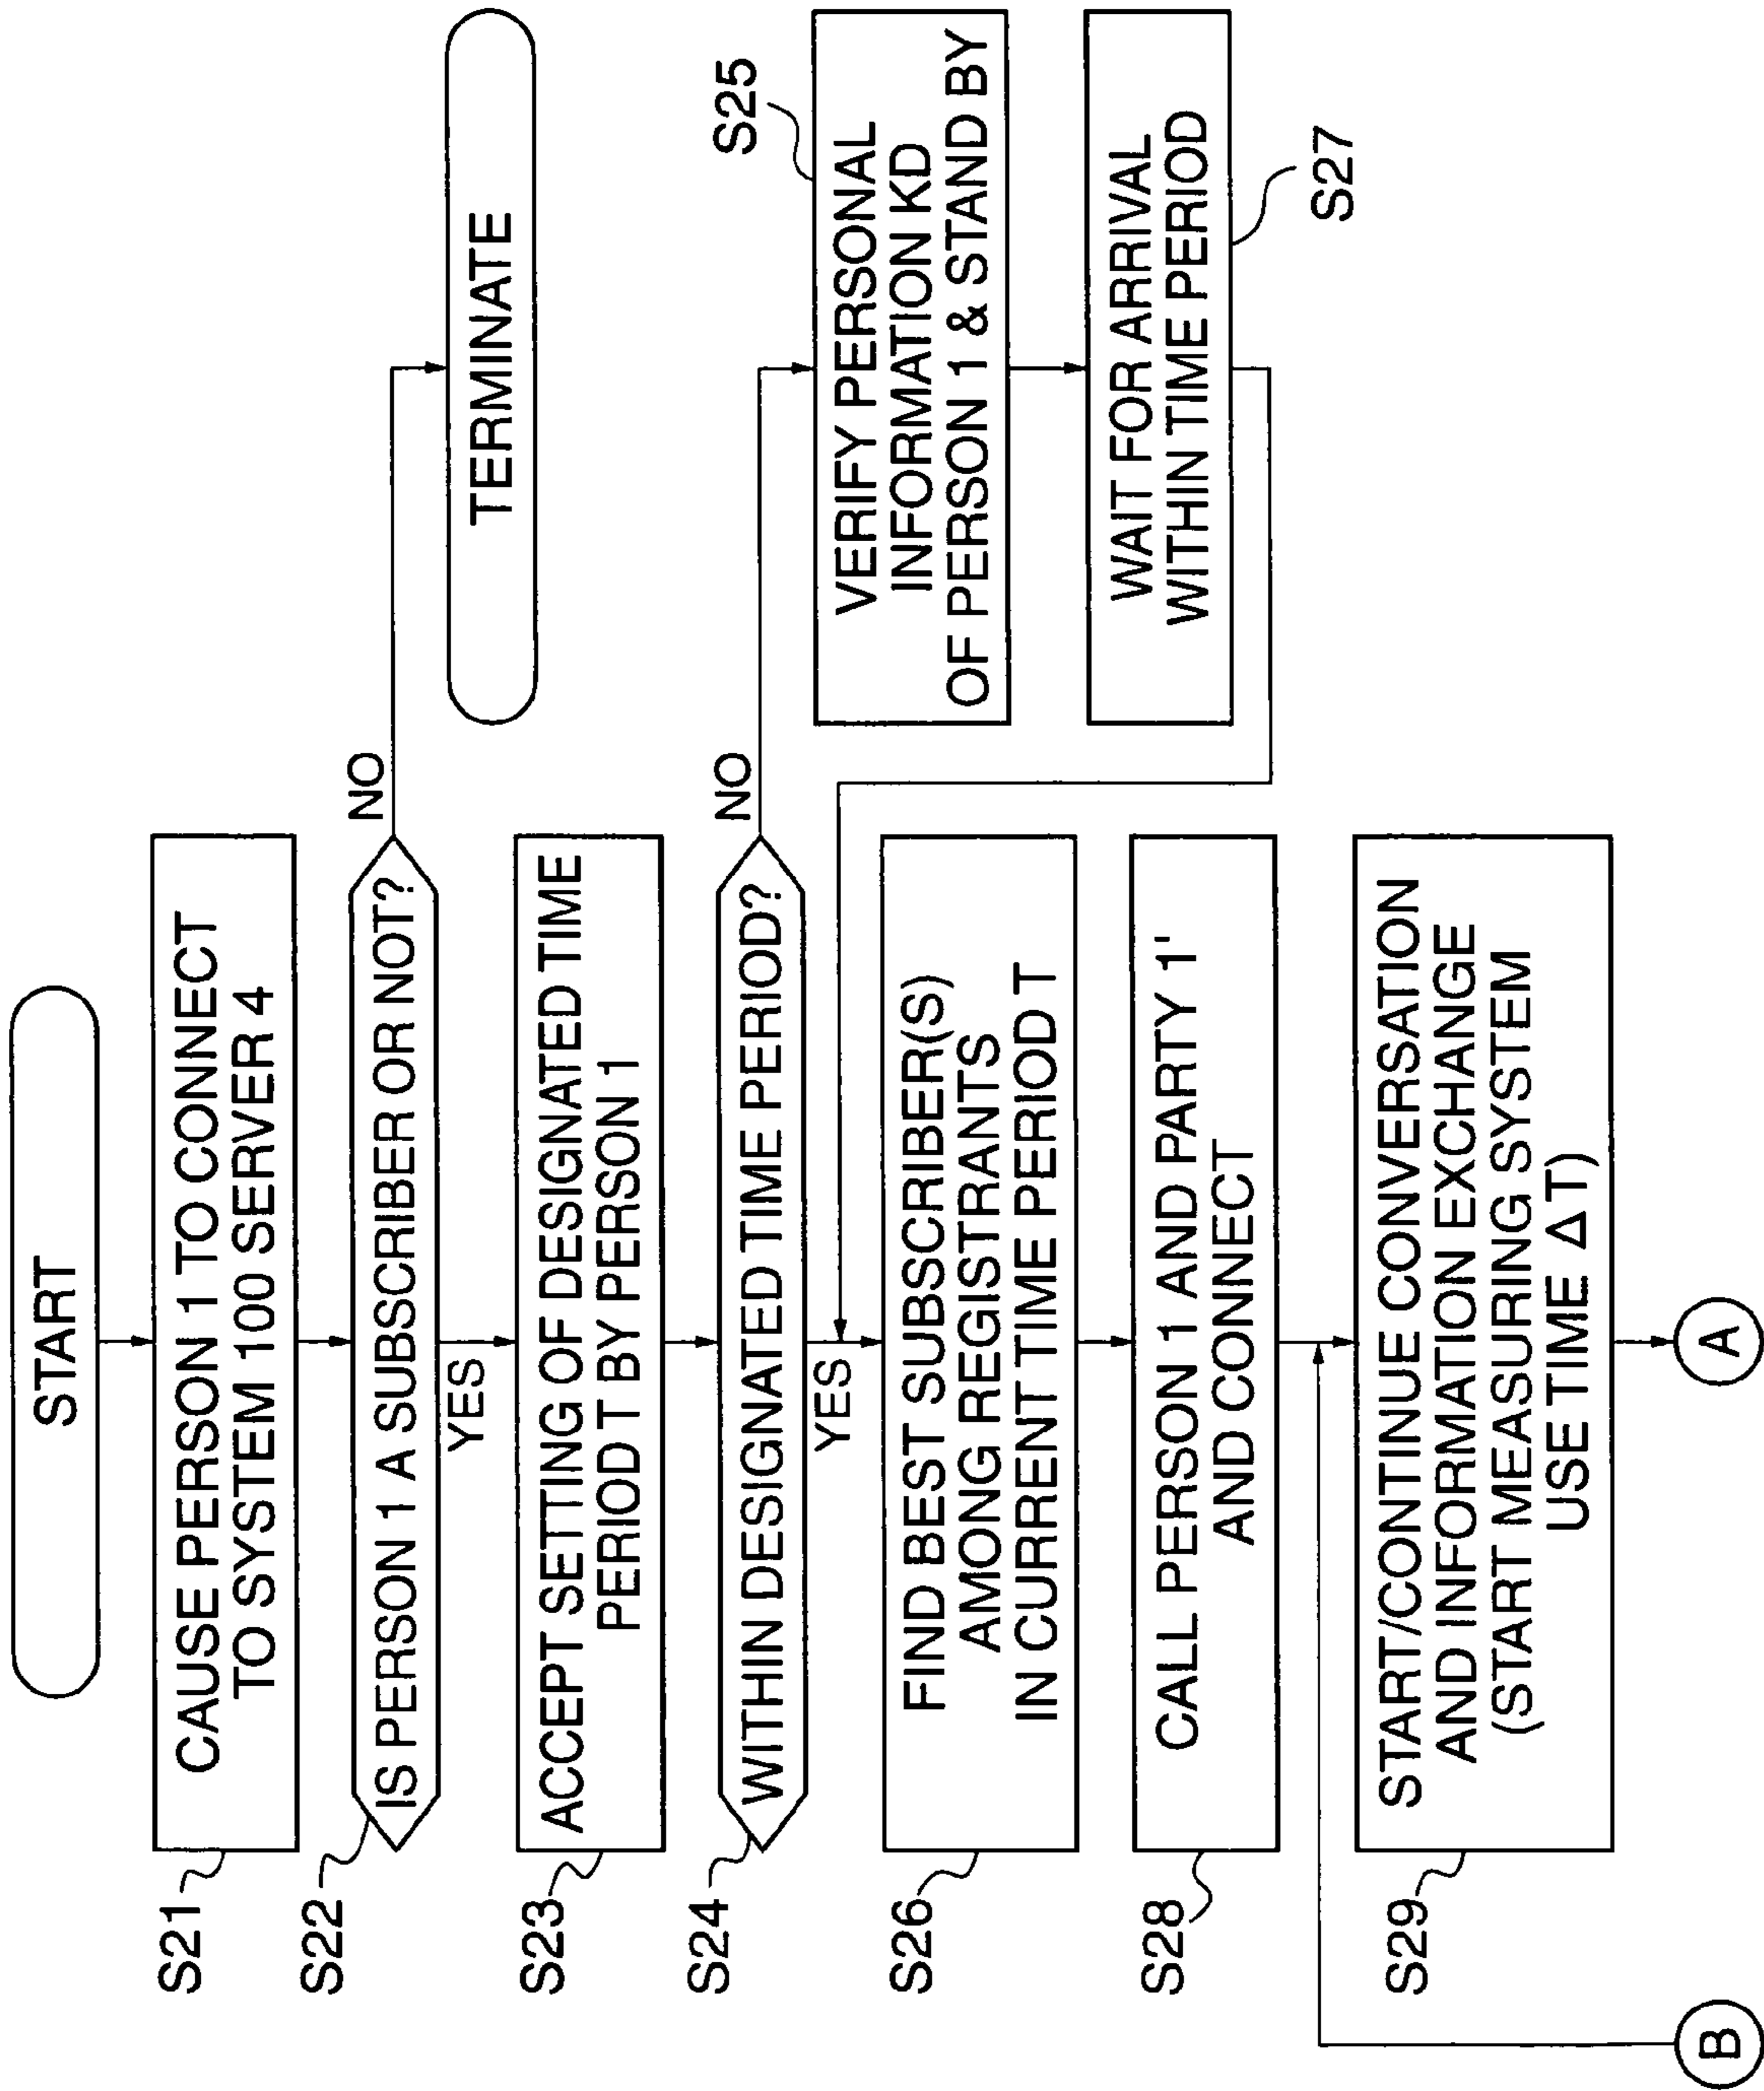 START
S21
CAUSE PERSON 1 TO CONNECT
TO SYSTEM 100 SERVER 4
S22
IS PERSON 1 A SUBSCRIBER OR NOT?
NO
TERMINATE
YES
S23
ACCEPT SETTING OF DESIGNATED TIME
PERIOD T BY PERSON 1
S24
WITHIN DESIGNATED TIME PERIOD?
NO
S25
VERIFY PERSONAL
INFORMATION KD
OF PERSON 1 & STAND BY
YES
WAIT FOR ARRIVAL
WITHIN TIME PERIOD
S27
S26
FIND BEST SUBSCRIBER(S)
AMONG REGISTRANTS
IN CURRENT TIME PERIOD T
S28
CALL PERSON 1 AND PARTY 1'
AND CONNECT
S29
START/CONTINUE CONVERSATION
AND INFORMATION EXCHANGE
(START MEASURING SYSTEM
USE TIME Δ T)
B
A